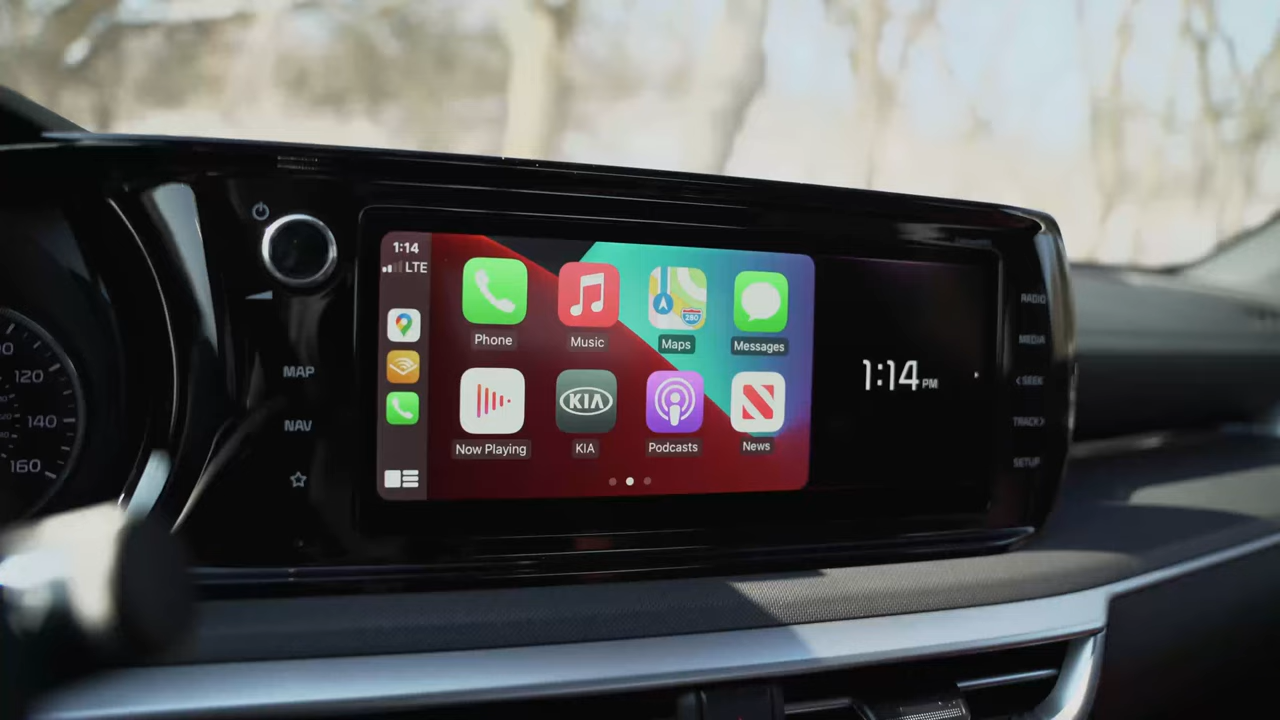 120
140
160
MAP
NAV
1:14
LTE
Phone
Music
280
Maps
Messages
Now Playing
KIA
KIA
Podcasts
News
1:14 PM
RADIO
MEDIA
< SEEK
TRACK >
SETUP